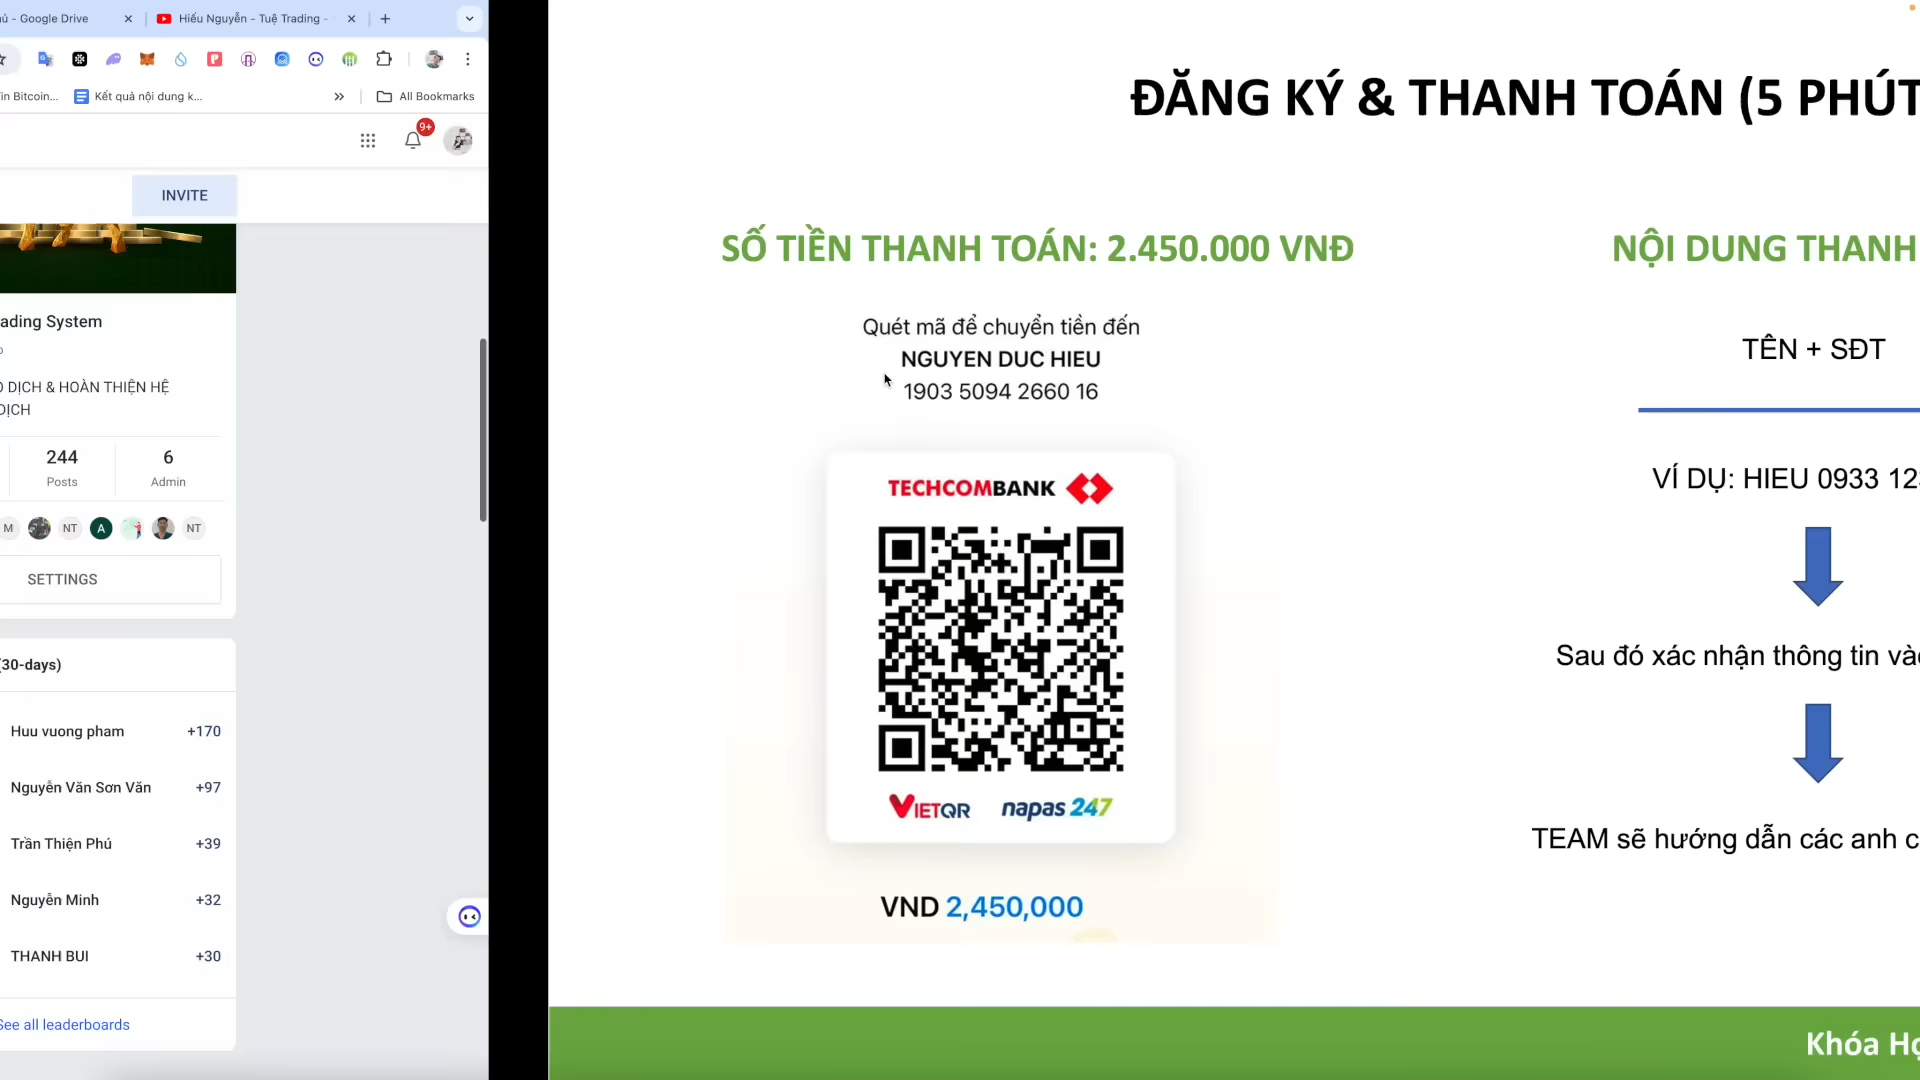 ủ - Google Drive
Hiếu Nguyễn - Tuệ Trading -
in Bitcoin...
Kết quả nội dung k...
All Bookmarks
9+
INVITE
ading System
O DỊCH & HOÀN THIỆN HỆ
DỊCH
244
6
Posts
Admin
M
NT
A
NT
SETTINGS
(30-days)
Huu vuong pham +170
Nguyễn Văn Sơn Văn +97
Trần Thiện Phú +39
Nguyễn Minh +32
THANH BUI +30
See all leaderboards
ĐĂNG KÝ & THANH TOÁN (5 PHÚT
SỐ TIỀN THANH TOÁN: 2.450.000 VNĐ
Quét mã để chuyển tiền đến
NGUYEN DUC HIEU
1903 5094 2660 16
TECHCOMBANK
VIETQR
napas 247
VND 2,450,000
NỘI DUNG THANH
TÊN + SĐT
VÍ DỤ: HIEU 0933 123
Sau đó xác nhận thông tin vào
TEAM sẽ hướng dẫn các anh c
Khóa Họ